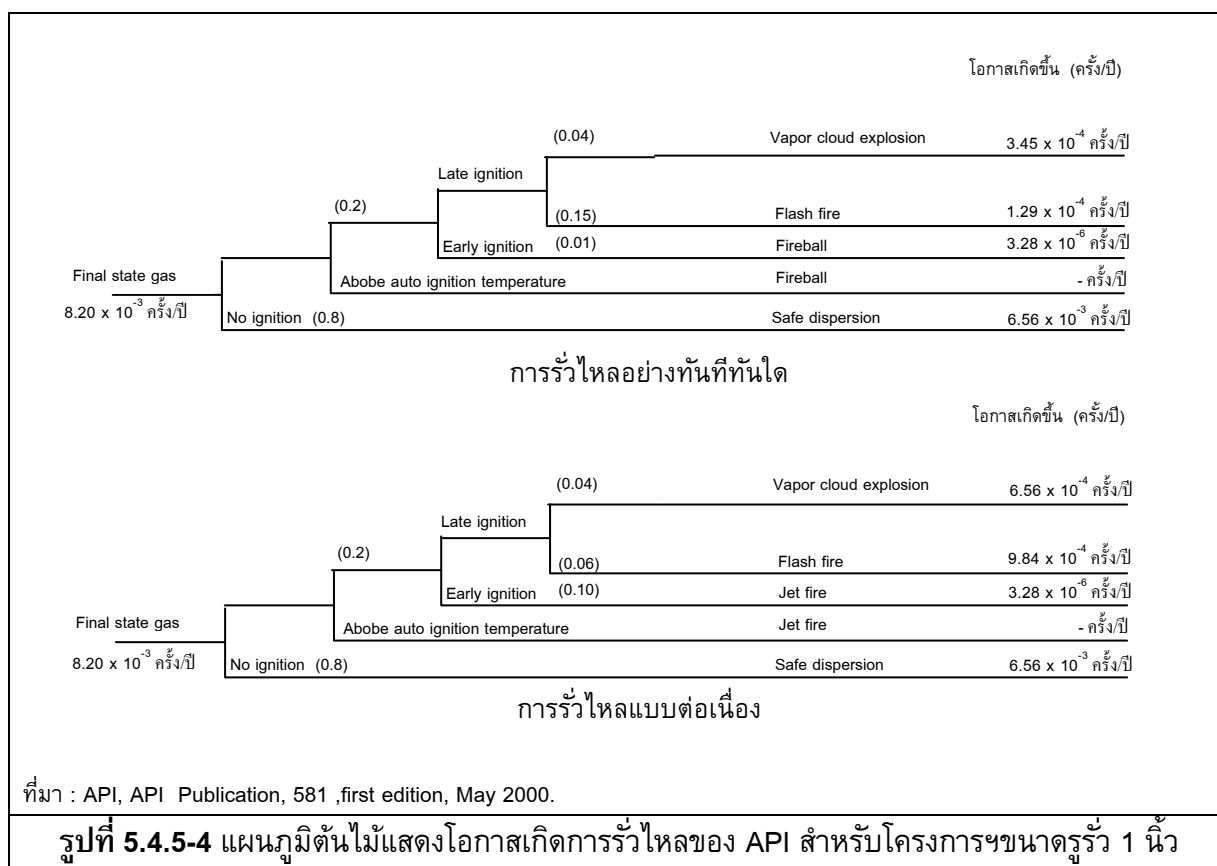 โอกาสเกิดขึ้น (ครั้ง/ปี)
(0.04) Vapor cloud explosion 3.45 x 10⁻⁴ ครั้ง/ปี
Late ignition
(0.2) (0.15) Flash fire 1.29 x 10⁻⁴ ครั้ง/ปี
Early ignition (0.01) Fireball 3.28 x 10⁻⁶ ครั้ง/ปี
Final state gas Abobe auto ignition temperature Fireball - ครั้ง/ปี
8.20 x 10⁻³ ครั้ง/ปี No ignition (0.8) Safe dispersion 6.56 x 10⁻³ ครั้ง/ปี
การรั่วไหลอย่างทันทีทันใด
โอกาสเกิดขึ้น (ครั้ง/ปี)
(0.04) Vapor cloud explosion 6.56 x 10⁻⁴ ครั้ง/ปี
Late ignition
(0.2) (0.06) Flash fire 9.84 x 10⁻⁴ ครั้ง/ปี
Early ignition (0.10) Jet fire 3.28 x 10⁻⁶ ครั้ง/ปี
Final state gas Abobe auto ignition temperature Jet fire - ครั้ง/ปี
8.20 x 10⁻³ ครั้ง/ปี No ignition (0.8) Safe dispersion 6.56 x 10⁻³ ครั้ง/ปี
การรั่วไหลแบบต่อเนื่อง
ที่มา : API, API Publication, 581 ,first edition, May 2000.
รูปที่ 5.4.5-4 แผนภูมิต้นไม้แสดงโอกาสเกิดการรั่วไหลของ API สำหรับโครงการฯขนาดรูรั่ว 1 นิ้ว